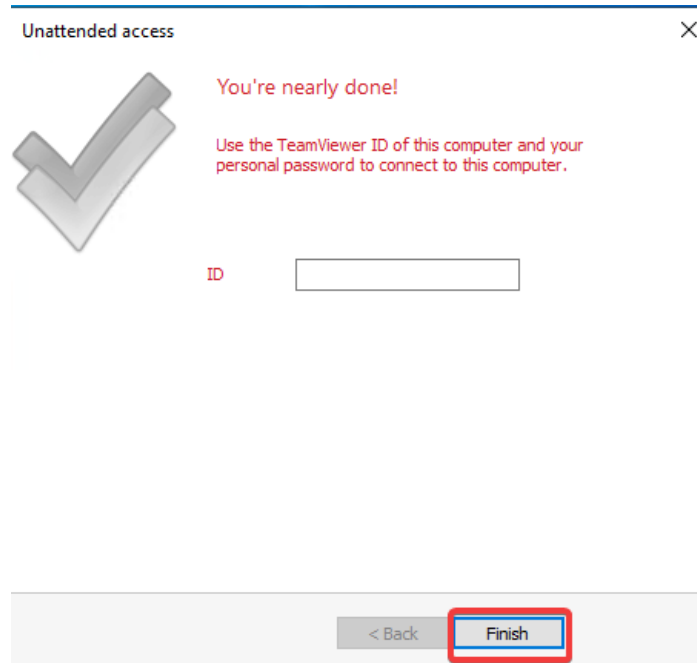 Unattended access
You're nearly done!
Use the TeamViewer ID of this computer and your
personal password to connect to this computer.
ID
< Back
Finish